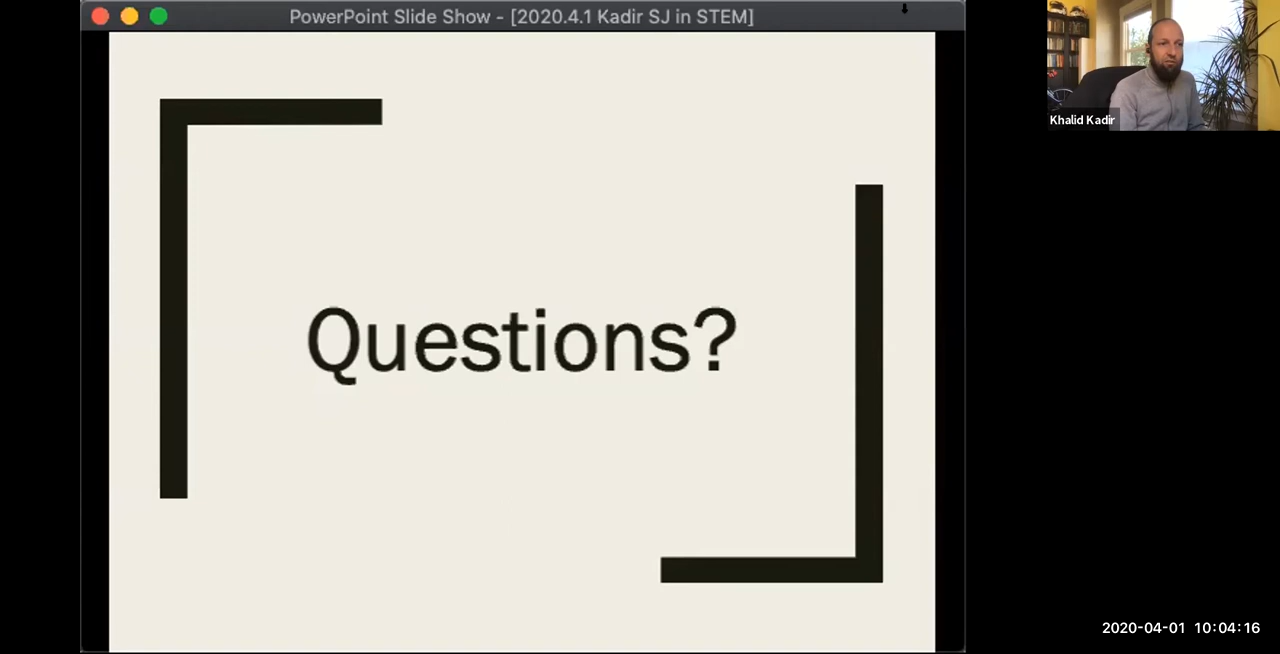 PowerPoint Slide Show - [2020.4.1 Kadir SJ in STEM]
Khalid Kadir
Questions?
2020-04-01 10:04:16